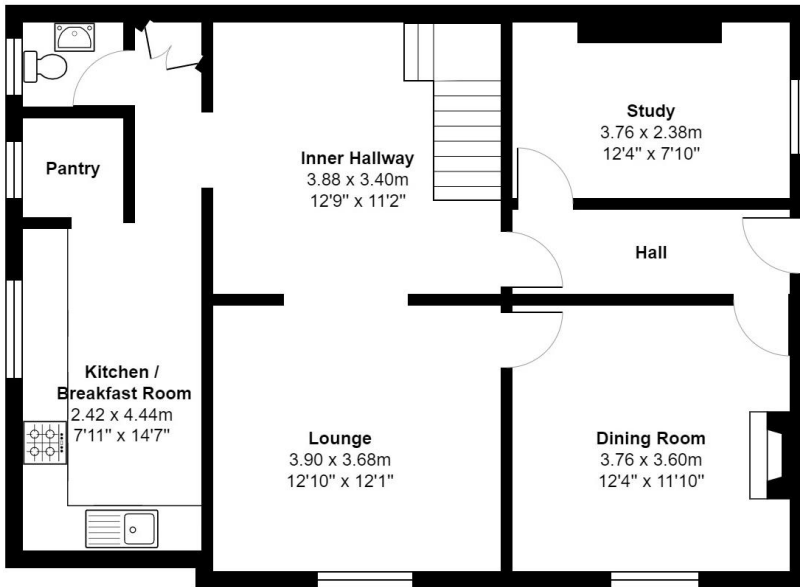 Study
3.76 x 2.38m
12'4" x 7'10"
Inner Hallway
3.88 x 3.40m
12'9" x 11'2"
Pantry
Hall
Kitchen /
Breakfast Room
2.42 x 4.44m
7'11" x 14'7"
Lounge
3.90 x 3.68m
12'10" x 12'1"
Dining Room
3.76 x 3.60m
12'4" x 11'10"